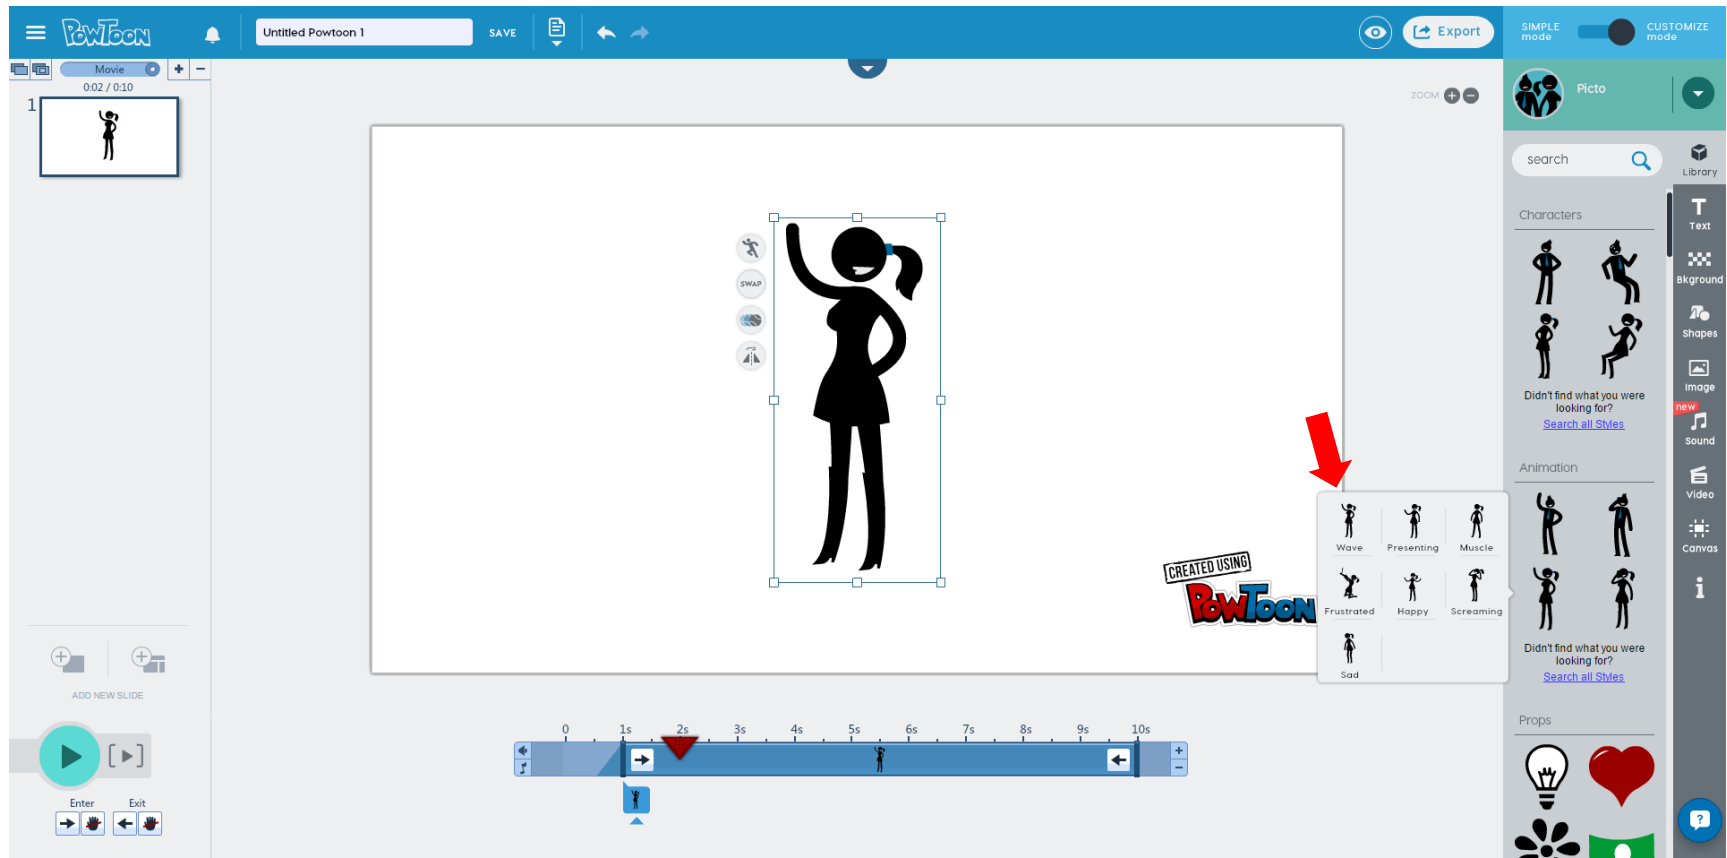 PowToon
Untitled Powtoon 1
SAVE
Export
SIMPLE
mode
CUSTOMIZE
mode
Movie
0:02 / 0:10
1
ZOOM
Picto
search
Library
Characters
Text
Bkground
SWAP
Shapes
Image
Didn't find what you were
looking for?
Search all Styles
new
Sound
Animation
Video
Wave
Presenting
Muscle
Canvas
CREATED USING
POWTOON
Frustrated
Happy
Screaming
Sad
Didn't find what you were
looking for?
Search all Styles
ADD NEW SLIDE
Props
0 1s 2s 3s 4s 5s 6s 7s 8s 9s 10s
Enter
Exit